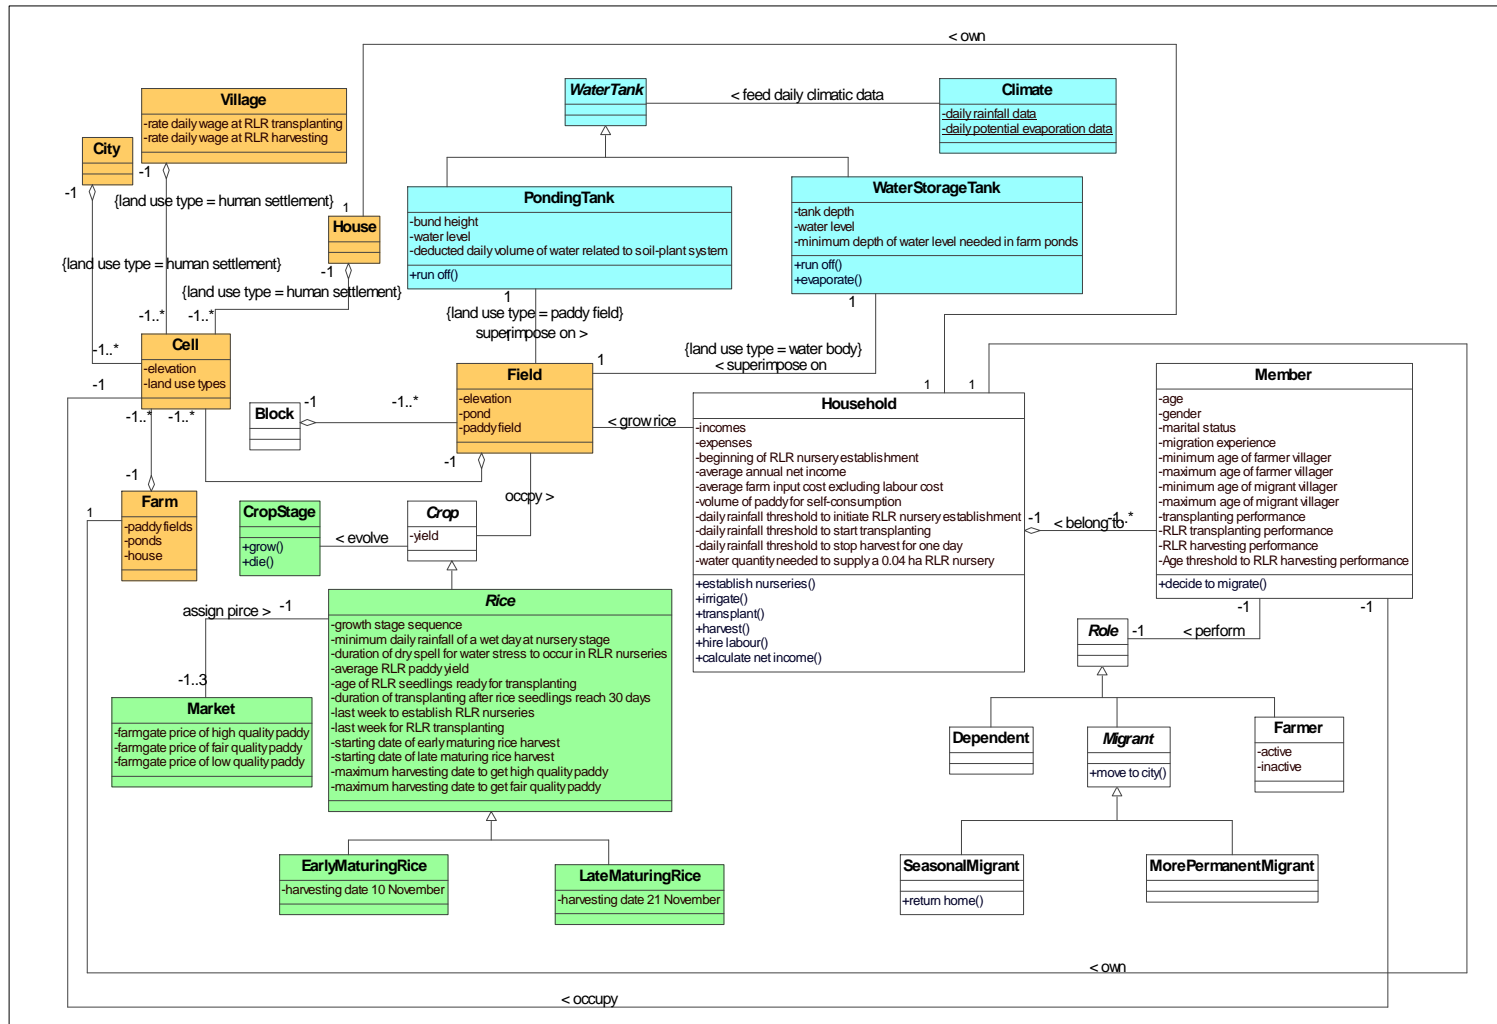 < own
WaterTank
< feed daily climatic data
Climate
-daily rainfall data
-daily potential evaporation data
Village
-rate daily wage at RLR transplanting
-rate daily wage at RLR harvesting
City
-1
-1
{land use type = human settlement}
1
House
-1
{land use type = human settlement}
{land use type = human settlement}
-1..*
-1..*
-1..*
PondingTank
-bund height
-water level
-deducted daily volume of water related to soil-plant system
+run off()
1
{land use type = paddy field}
superimpose on >
1
WaterStorageTank
-tank depth
-water level
-minimum depth of water level needed in farm ponds
+run off()
+evaporate()
1
{land use type = water body}
< superimpose on
1
Cell
-elevation
-land use types
-1
-1..*
-1..*
Block
-1
-1..*
Field
-elevation
-pond
-paddy field
-1
< grow rice
occpy >
1
1
Household
-incomes
-expenses
-beginning of RLR nursery establishment
-average annual net income
-average farm input cost excluding labour cost
-volume of paddy for self-consumption
-daily rainfall threshold to initiate RLR nursery establishment
-daily rainfall threshold to start transplanting
-daily rainfall threshold to stop harvest for one day
-water quantity needed to supply a 0.04 ha RLR nursery
+establish nurseries()
+irrigate()
+transplant()
+harvest()
+hire labour()
+calculate net income()
-1
< belong to
-1..*
Member
-age
-gender
-marital status
-migration experience
-minimum age of farmer villager
-maximum age of farmer villager
-minimum age of migrant villager
-maximum age of migrant villager
-transplanting performance
-RLR transplanting performance
-RLR harvesting performance
-Age threshold to RLR harvesting performance
+decide to migrate()
-1
-1
-1
Farm
-paddy fields
-ponds
-house
1
CropStage
+grow()
+die()
< evolve
Crop
-yield
Rice
-growth stage sequence
-minimum daily rainfall of a wet day at nursery stage
-duration of dry spell for water stress to occur in RLR nurseries
-average RLR paddy yield
-age of RLR seedlings ready for transplanting
-duration of transplanting after rice seedlings reach 30 days
-last week to establish RLR nurseries
-last week for RLR transplanting
-starting date of early maturing rice harvest
-starting date of late maturing rice harvest
-maximum harvesting date to get high quality paddy
-maximum harvesting date to get fair quality paddy
assign pirce >
-1
-1..3
Market
-farmgate price of high quality paddy
-farmgate price of fair quality paddy
-farmgate price of low quality paddy
EarlyMaturingRice
-harvesting date 10 November
LateMaturingRice
-harvesting date 21 November
Role
-1
< perform
Dependent
Migrant
+move to city()
Farmer
-active
-inactive
SeasonalMigrant
+return home()
MorePermanentMigrant
< own
< occupy